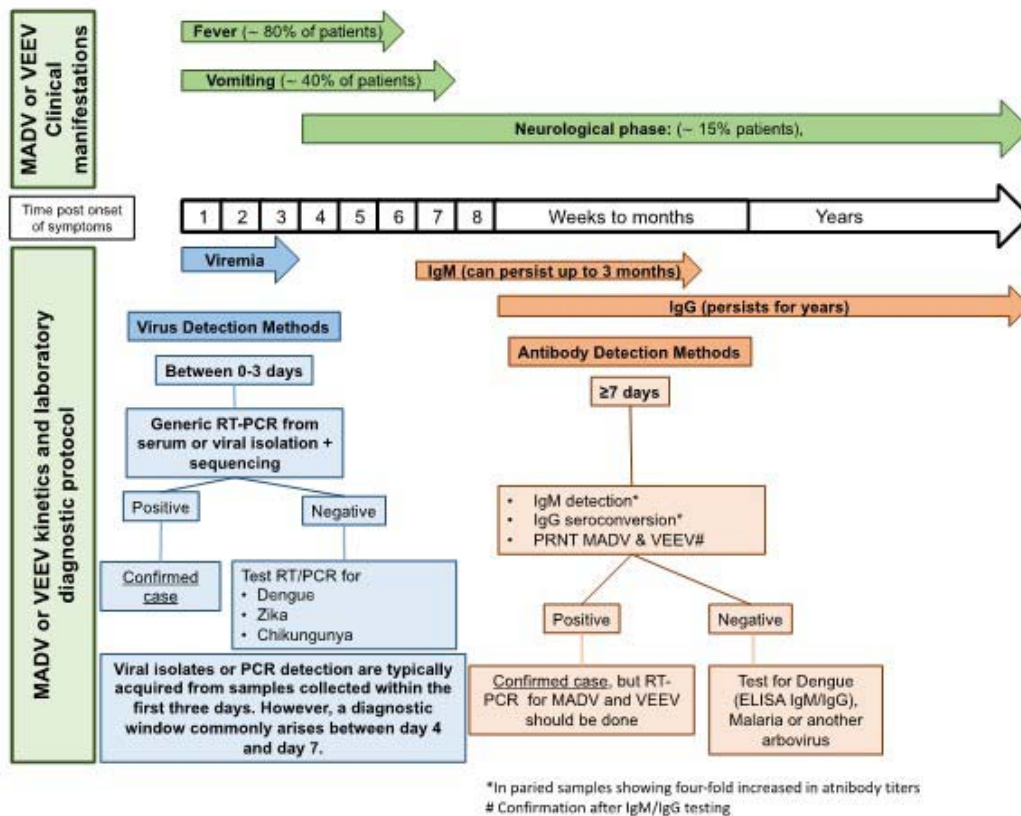 MADV or VEEV
Clinical
manifestations
Fever (~ 80% of patients)
Vomiting (~ 40% of patients)
Neurological phase: (~ 15% patients),
Time post onset
of symptoms
1 2 3 4 5 6 7 8 Weeks to months Years
MADV or VEEV kinetics and laboratory
diagnostic protocol
Viremia
IgM (can persist up to 3 months)
IgG (persists for years)
Virus Detection Methods
Between 0-3 days
Generic RT-PCR from
serum or viral isolation +
sequencing
Positive
Negative
Confirmed
case
Test RT/PCR for
• Dengue
• Zika
• Chikungunya
Viral isolates or PCR detection are typically
acquired from samples collected within the
first three days. However, a diagnostic
window commonly arises between day 4
and day 7.
Antibody Detection Methods
≥7 days
• IgM detection*
• IgG seroconversion*
• PRNT MADV & VEEV#
Positive
Negative
Confirmed case, but RT-
PCR for MADV and VEEV
should be done
Test for Dengue
(ELISA IgM/IgG),
Malaria or another
arbovirus
*In paried samples showing four-fold increased in atnibody titers
# Confirmation after IgM/IgG testing